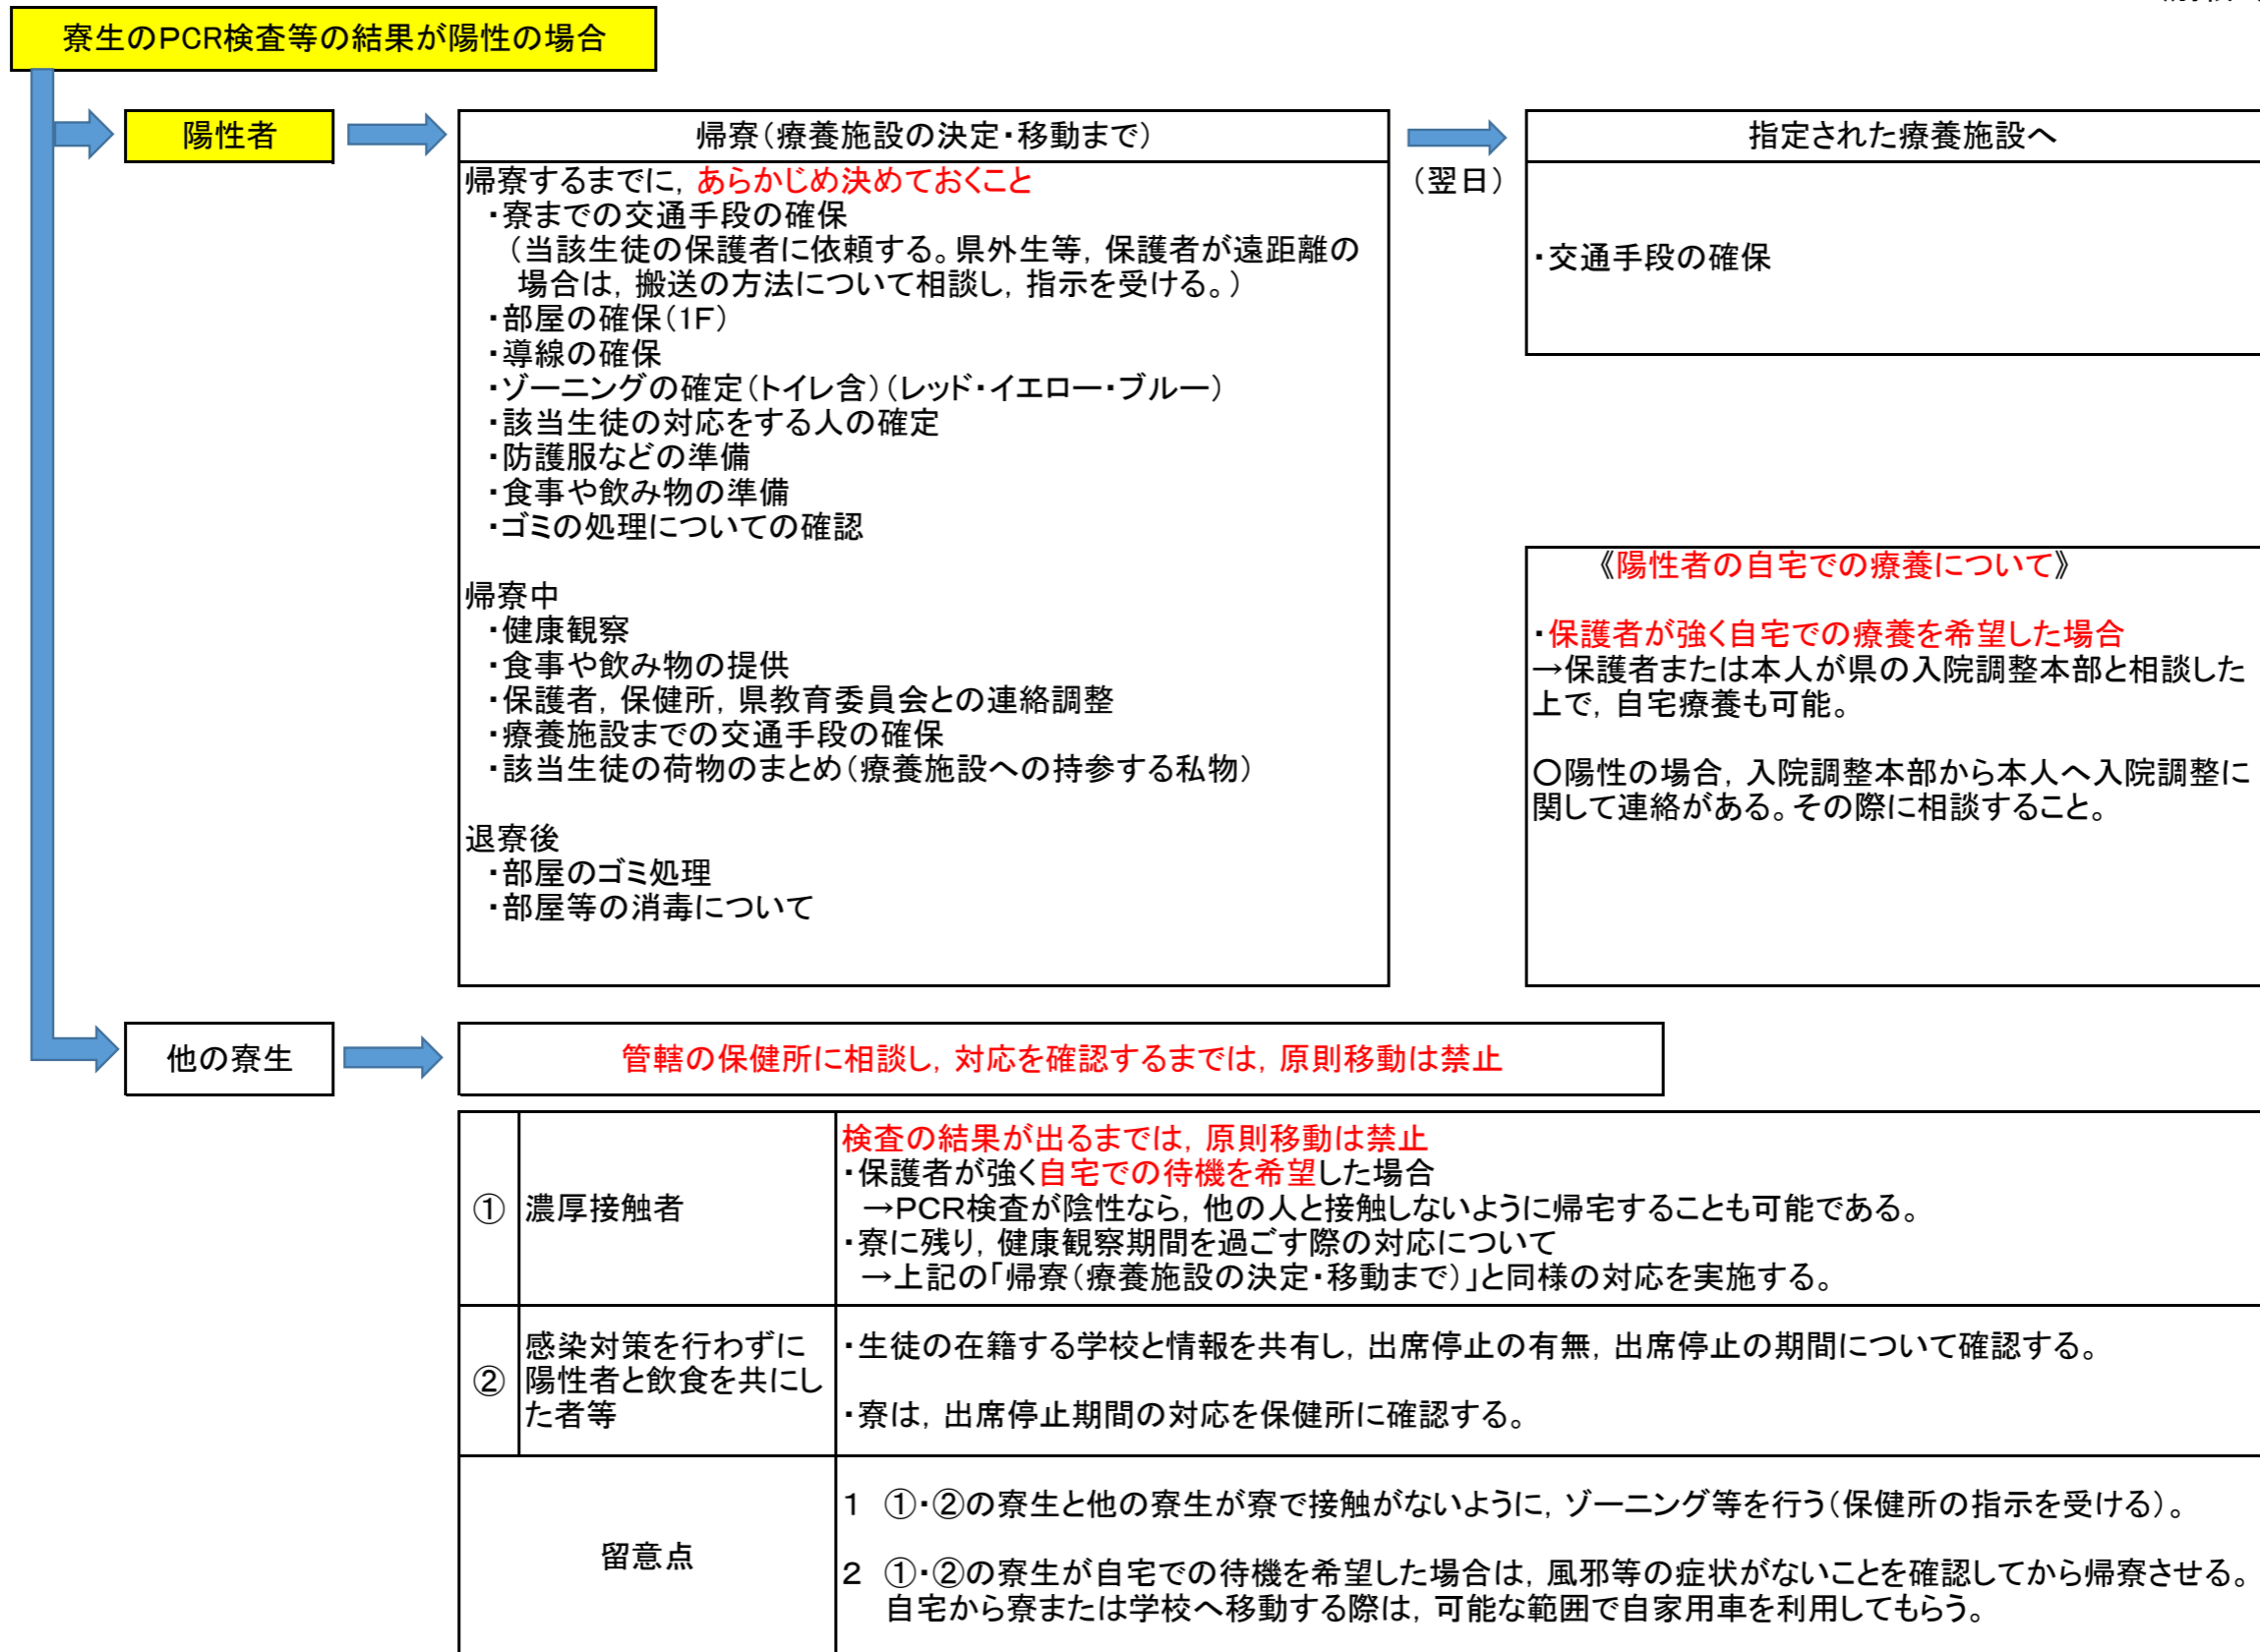 寮生のPCR検査等の結果が陽性の場合
陽性者
帰寮(療養施設の決定・移動まで)
帰寮するまでに，あらかじめ決めておくこと
・寮までの交通手段の確保
（当該生徒の保護者に依頼する。県外生等，保護者が遠距離の
場合は，搬送の方法について相談し，指示を受ける。）
・部屋の確保(1F)
・導線の確保
・ゾーニングの確定(トイレ含)(レッド・イエロー・ブルー)
・該当生徒の対応をする人の確定
・防護服などの準備
・食事や飲み物の準備
・ゴミの処理についての確認
帰寮中
・健康観察
・食事や飲み物の提供
・保護者，保健所，県教育委員会との連絡調整
・療養施設までの交通手段の確保
・該当生徒の荷物のまとめ(療養施設への持参する私物)
退寮後
・部屋のゴミ処理
・部屋等の消毒について
(翌日)
指定された療養施設へ
・交通手段の確保
《陽性者の自宅での療養について》
・保護者が強く自宅での療養を希望した場合
→保護者または本人が県の入院調整本部と相談した
上で，自宅療養も可能。
○陽性の場合，入院調整本部から本人へ入院調整に
関して連絡がある。その際に相談すること。
他の寮生
管轄の保健所に相談し，対応を確認するまでは，原則移動は禁止
① 濃厚接触者
検査の結果が出るまでは，原則移動は禁止
・保護者が強く自宅での待機を希望した場合
→PCR検査が陰性なら，他の人と接触しないように帰宅することも可能である。
・寮に残り，健康観察期間を過ごす際の対応について
→上記の「帰寮(療養施設の決定・移動まで)」と同様の対応を実施する。
② 感染対策を行わずに
陽性者と飲食を共にし
た者等
・生徒の在籍する学校と情報を共有し，出席停止の有無，出席停止の期間について確認する。
・寮は，出席停止期間の対応を保健所に確認する。
留意点
1 ①・②の寮生と他の寮生が寮で接触がないように，ゾーニング等を行う(保健所の指示を受ける)。
2 ①・②の寮生が自宅での待機を希望した場合は，風邪等の症状がないことを確認してから帰寮させる。
自宅から寮または学校へ移動する際は，可能な範囲で自家用車を利用してもらう。